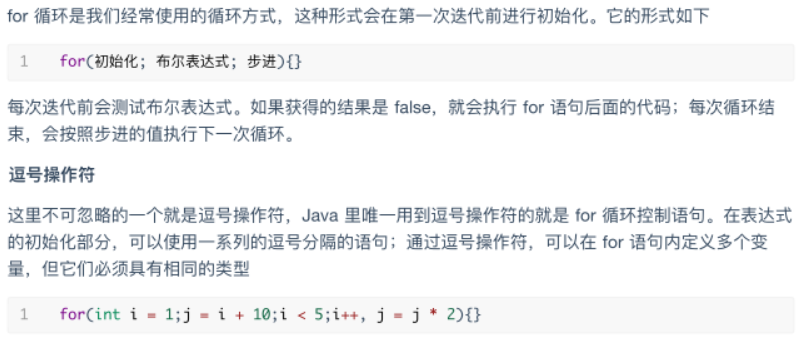 for 循环是我们经常使用的循环方式，这种形式会在第一次迭代前进行初始化。它的形式如下
1 for(初始化; 布尔表达式; 步进){}
每次迭代前会测试布尔表达式。如果获得的结果是 false，就会执行 for 语句后面的代码；每次循环结
束，会按照步进的值执行下一次循环。
逗号操作符
这里不可忽略的一个就是逗号操作符，Java 里唯一用到逗号操作符的就是 for 循环控制语句。在表达式
的初始化部分，可以使用一系列的逗号分隔的语句；通过逗号操作符，可以在 for 语句内定义多个变
量，但它们必须具有相同的类型
1 for(int i = 1;j = i + 10;i < 5;i++, j = j * 2){}